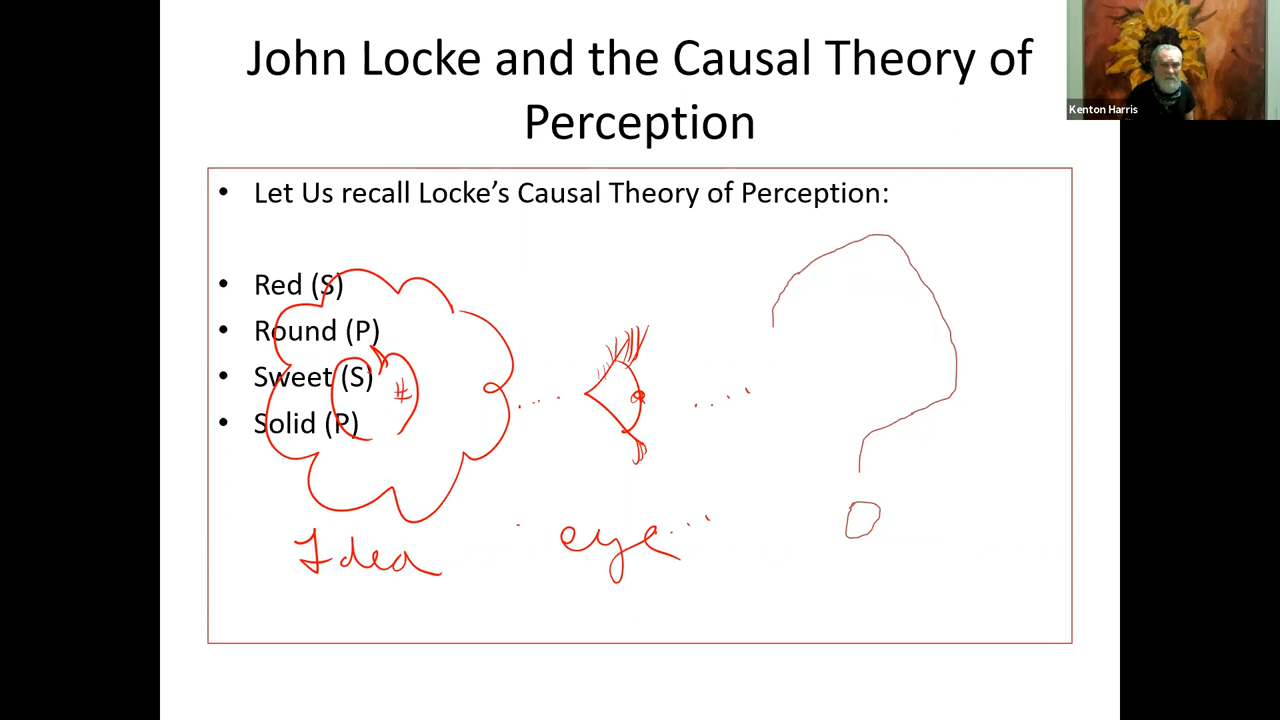 John Locke and the Causal Theory of
Perception
Kenton Harris
• Let Us recall Locke’s Causal Theory of Perception:
• Red (S)
• Round (P)
• Sweet (S)
• Solid (P)
Idea
eye
?